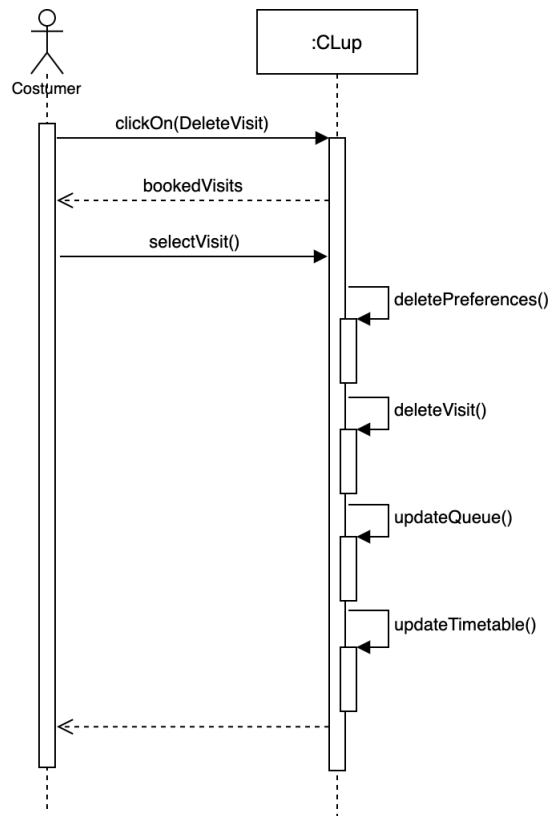 :CLup
Costumer
clickOn(DeleteVisit)
bookedVisits
selectVisit()
deletePreferences()
deleteVisit()
updateQueue()
updateTimetable()